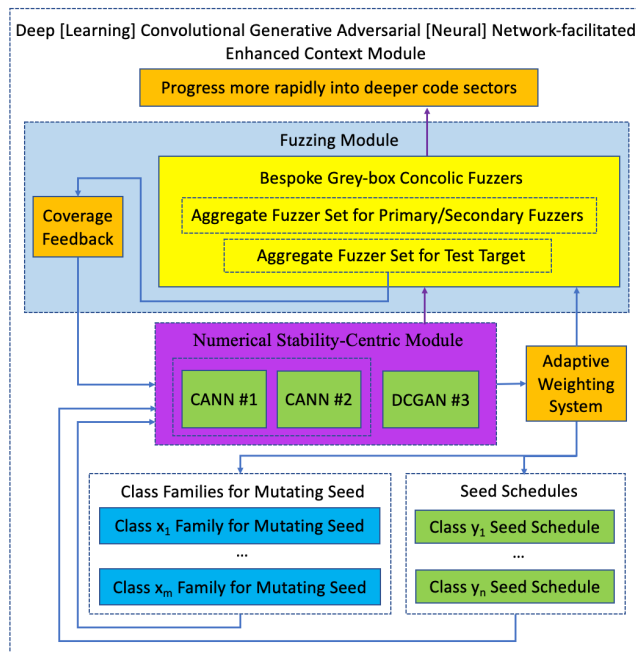 Deep [Learning] Convolutional Generative Adversarial [Neural] Network-facilitated
Enhanced Context Module
Progress more rapidly into deeper code sectors
Fuzzing Module
Bespoke Grey-box Concolic Fuzzers
Aggregate Fuzzer Set for Primary/Secondary Fuzzers
Aggregate Fuzzer Set for Test Target
Coverage
Feedback
Numerical Stability-Centric Module
CANN #1
CANN #2
DCGAN #3
Adaptive
Weighting
System
Class Families for Mutating Seed
Class x₁ Family for Mutating Seed
...
Class xₘ Family for Mutating Seed
Seed Schedules
Class y₁ Seed Schedule
...
Class yₙ Seed Schedule